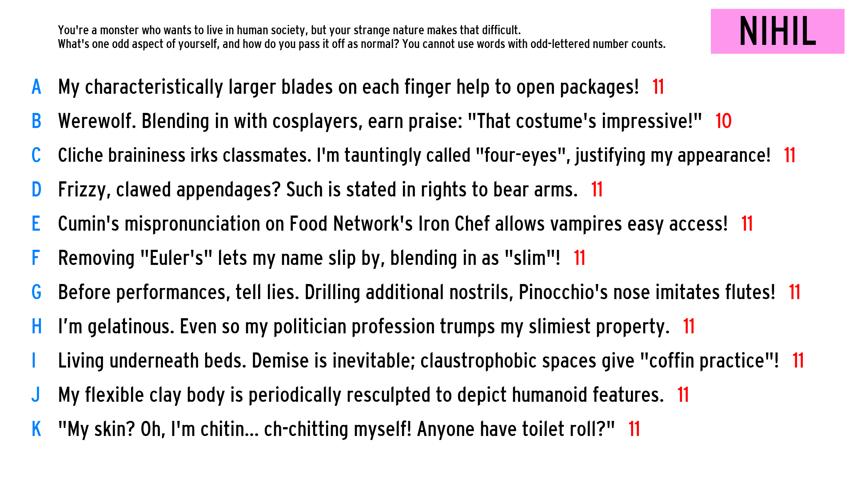 You're a monster who wants to live in human society, but your strange nature makes that difficult.
What's one odd aspect of yourself, and how do you pass it off as normal? You cannot use words with odd-lettered number counts.
NIHIL
A My characteristically larger blades on each finger help to open packages! 11
B Werewolf. Blending in with cosplayers, earn praise: "That costume's impressive!" 10
C Cliche braininess irks classmates. I'm tauntingly called "four-eyes", justifying my appearance! 11
D Frizzy, clawed appendages? Such is stated in rights to bear arms. 11
E Cumin's mispronunciation on Food Network's Iron Chef allows vampires easy access! 11
F Removing "Euler's" lets my name slip by, blending in as "slim"! 11
G Before performances, tell lies. Drilling additional nostrils, Pinocchio's nose imitates flutes! 11
H I’m gelatinous. Even so my politician profession trumps my slimiest property. 11
I Living underneath beds. Demise is inevitable; claustrophobic spaces give "coffin practice"! 11
J My flexible clay body is periodically resculpted to depict humanoid features. 11
K "My skin? Oh, I'm chitin... ch-chitting myself! Anyone have toilet roll?" 11